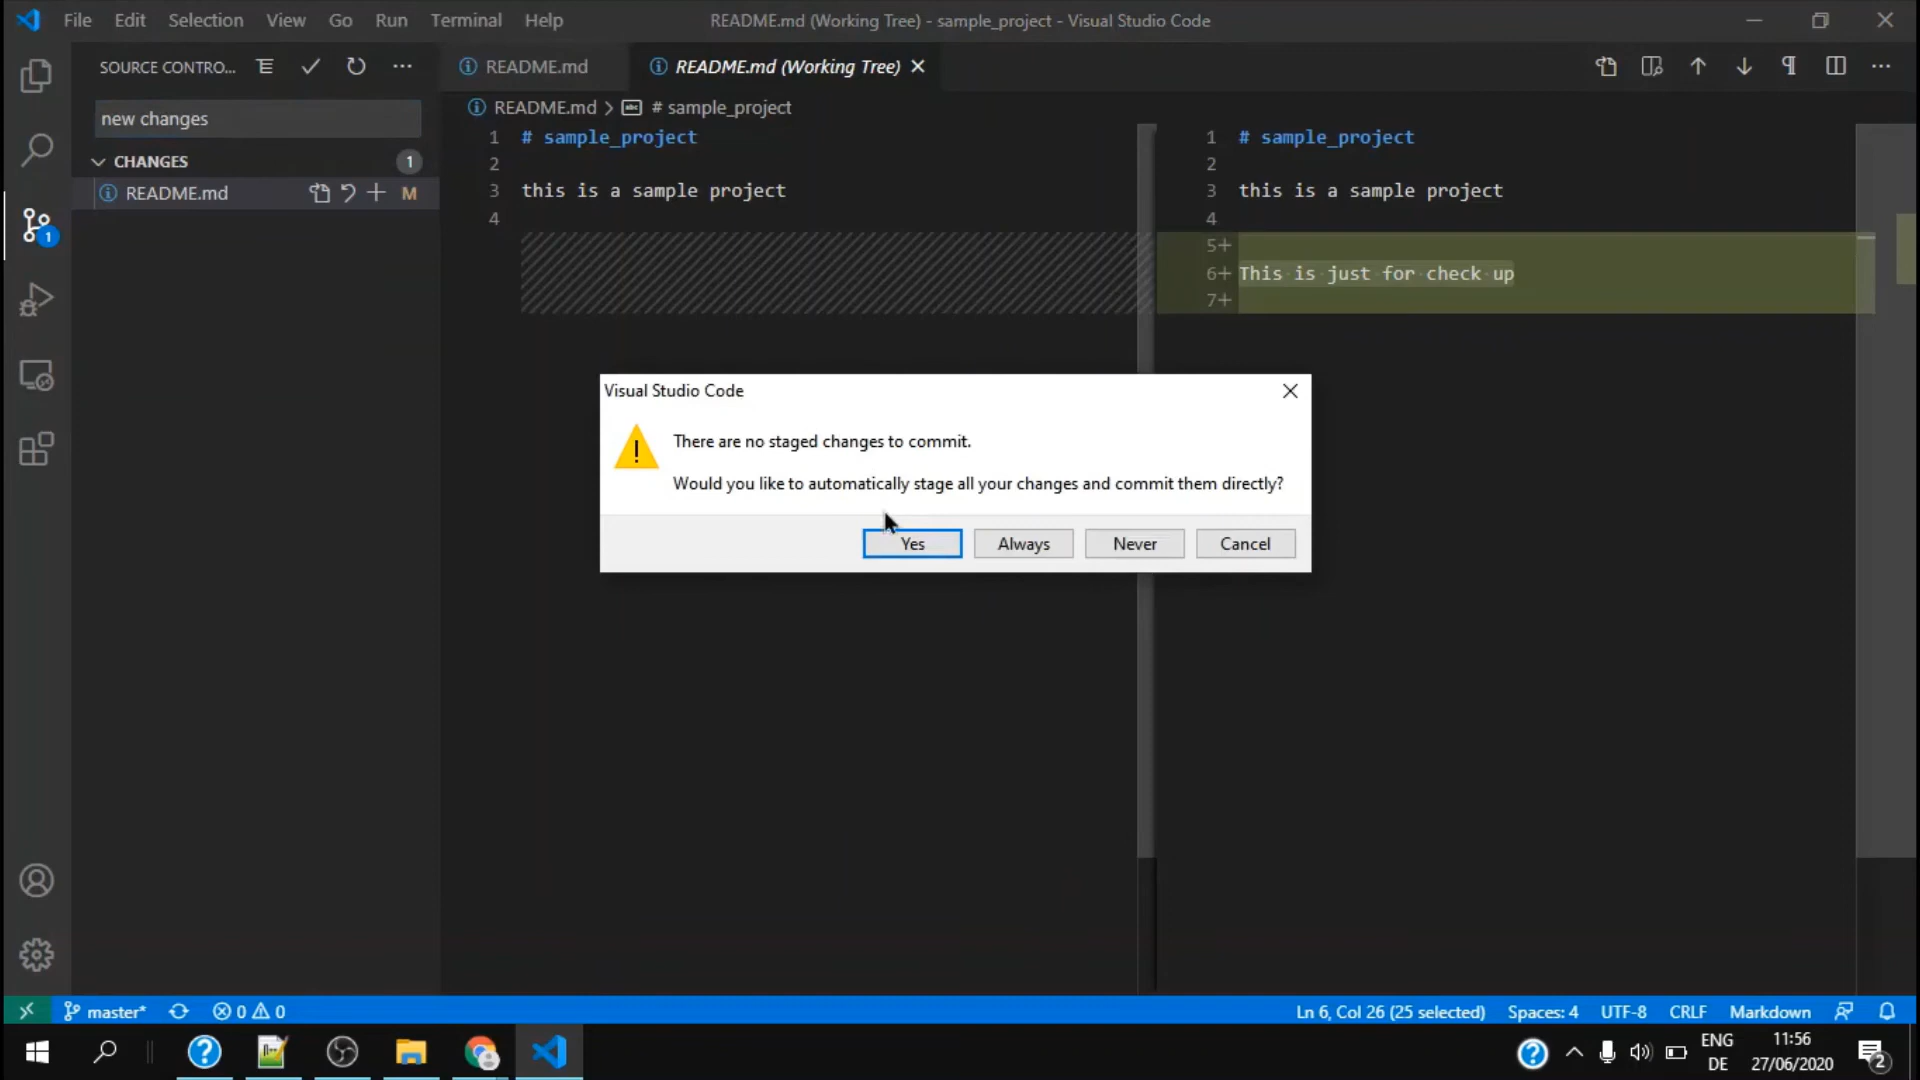 File Edit Selection View Go Run Terminal Help README.md (Working Tree) - sample_project - Visual Studio Code
SOURCE CONTRO...
README.md
README.md (Working Tree)
new changes
README.md > # sample_project
CHANGES 1
README.md M
1 # sample_project
2
3 this is a sample project
4
1 # sample_project
2
3 this is a sample project
4
5+
6+ This is just for check up
7+
1
Visual Studio Code
There are no staged changes to commit.
Would you like to automatically stage all your changes and commit them directly?
Yes Always Never Cancel
master* 0 0 Ln 6, Col 26 (25 selected) Spaces: 4 UTF-8 CRLF Markdown
ENG
DE
11:56
27/06/2020
2